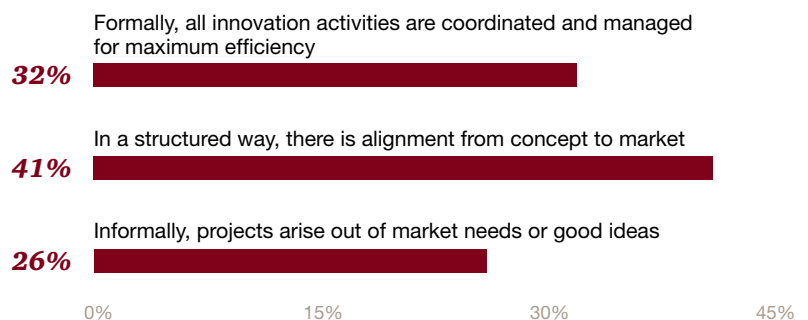 Formally, all innovation activities are coordinated and managed
for maximum efficiency
32%
In a structured way, there is alignment from concept to market
41%
Informally, projects arise out of market needs or good ideas
26%
0% 15% 30% 45%